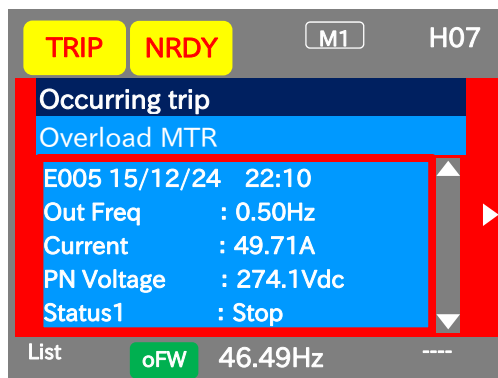 TRIP NRDY M1 H07
Occurring trip
Overload MTR
E005 15/12/24 22:10
Out Freq : 0.50Hz
Current : 49.71A
PN Voltage : 274.1Vdc
Status1 : Stop
List oFW 46.49Hz ----